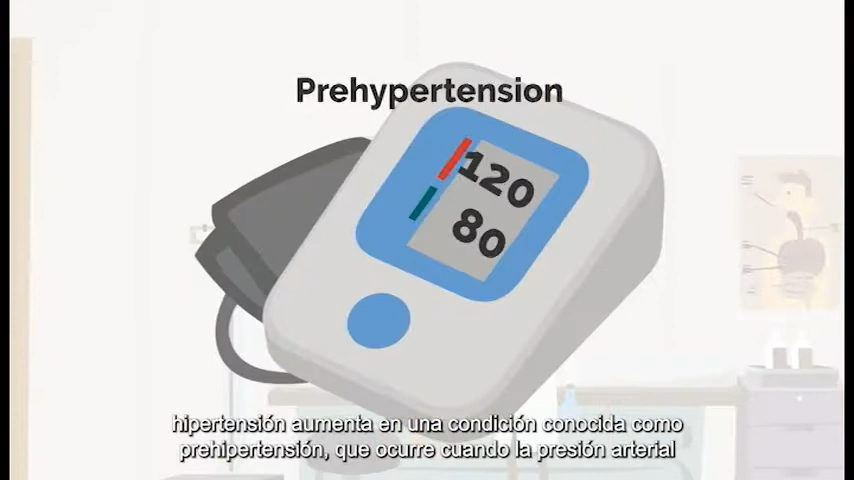 Prehypertension
120
80
hipertensión aumenta en una condición conocida como
prehipertensión, que ocurre cuando la presión arterial